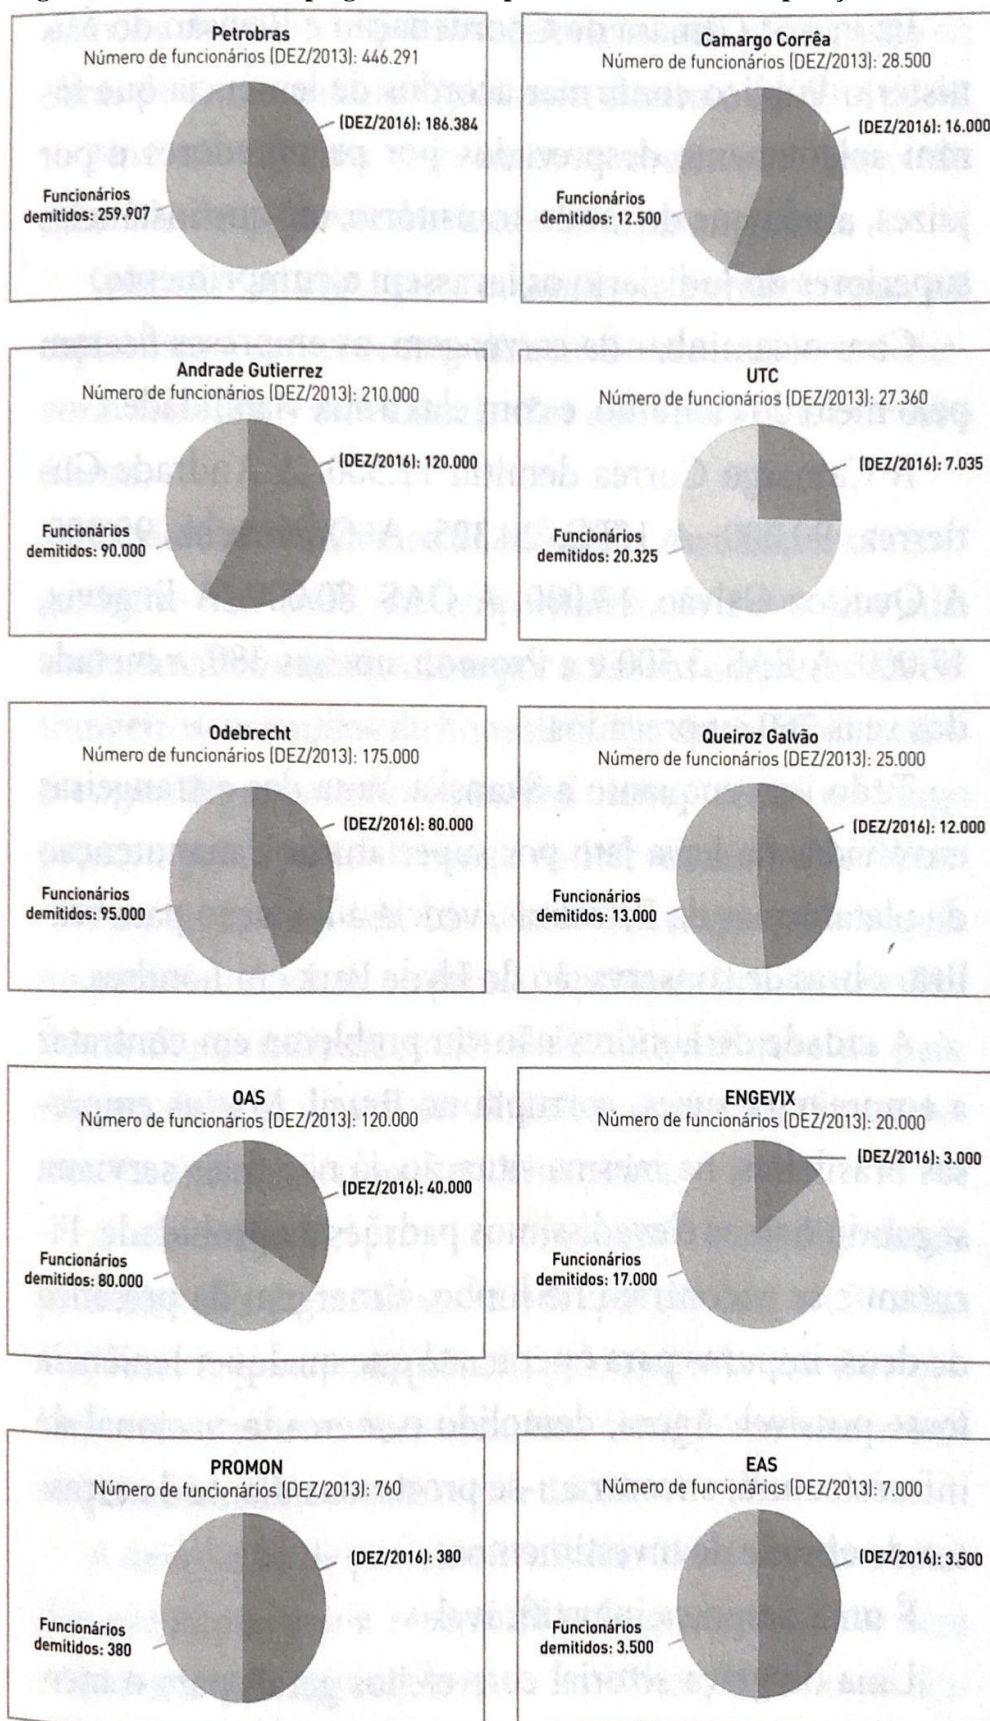 Petrobras
Número de funcionários (DEZ/2013): 446.291
(DEZ/2016): 186.384
Funcionários
demitidos: 259.907
Camargo Corrêa
Número de funcionários (DEZ/2013): 28.500
(DEZ/2016): 16.000
Funcionários
demitidos: 12.500
Andrade Gutierrez
Número de funcionários (DEZ/2013): 210.000
(DEZ/2016): 120.000
Funcionários
demitidos: 90.000
UTC
Número de funcionários (DEZ/2013): 27.360
(DEZ/2016): 7.035
Funcionários
demitidos: 20.325
Odebrecht
Número de funcionários (DEZ/2013): 175.000
(DEZ/2016): 80.000
Funcionários
demitidos: 95.000
Queiroz Galvão
Número de funcionários (DEZ/2013): 25.000
(DEZ/2016): 12.000
Funcionários
demitidos: 13.000
OAS
Número de funcionários (DEZ/2013): 120.000
(DEZ/2016): 40.000
Funcionários
demitidos: 80.000
ENGEVIX
Número de funcionários (DEZ/2013): 20.000
(DEZ/2016): 3.000
Funcionários
demitidos: 17.000
PROMON
Número de funcionários (DEZ/2013): 760
(DEZ/2016): 380
Funcionários
demitidos: 380
EAS
Número de funcionários (DEZ/2013): 7.000
(DEZ/2016): 3.500
Funcionários
demitidos: 3.500